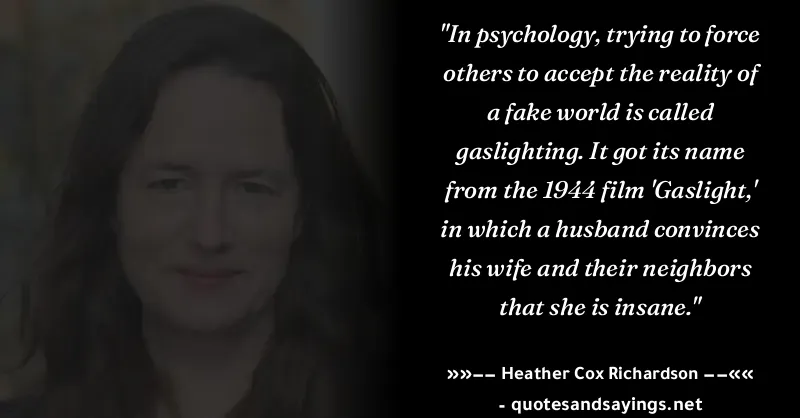 "In psychology, trying to force
others to accept the reality of
a fake world is called
gaslighting. It got its name
from the 1944 film 'Gaslight,'
in which a husband convinces
his wife and their neighbors
that she is insane."
»»–– Heather Cox Richardson ––««
- quotesandsayings.net